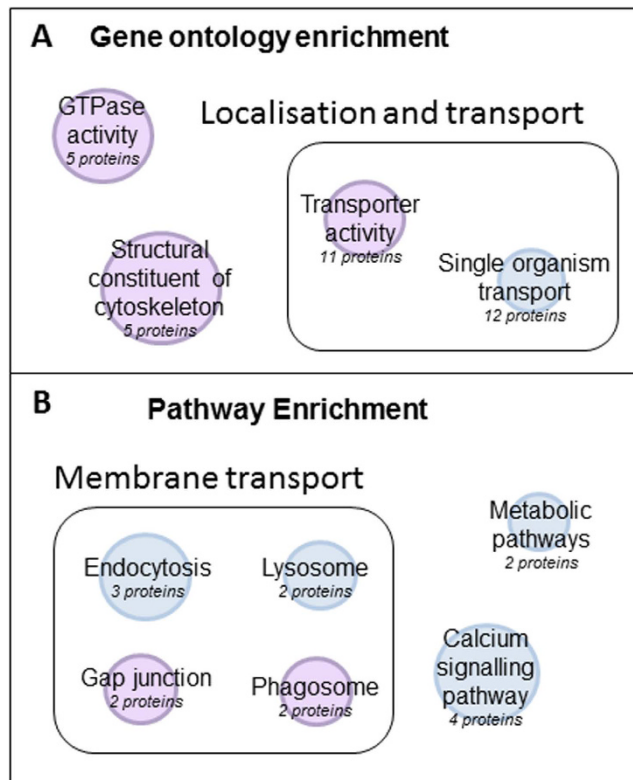 A Gene ontology enrichment
GTPase
activity
5 proteins
Localisation and transport
Transporter
activity
11 proteins
Structural
constituent of
cytoskeleton
5 proteins
Single organism
transport
12 proteins
B Pathway Enrichment
Membrane transport
Endocytosis
3 proteins
Lysosome
2 proteins
Gap junction
2 proteins
Phagosome
2 proteins
Metabolic
pathways
2 proteins
Calcium
signalling
pathway
4 proteins